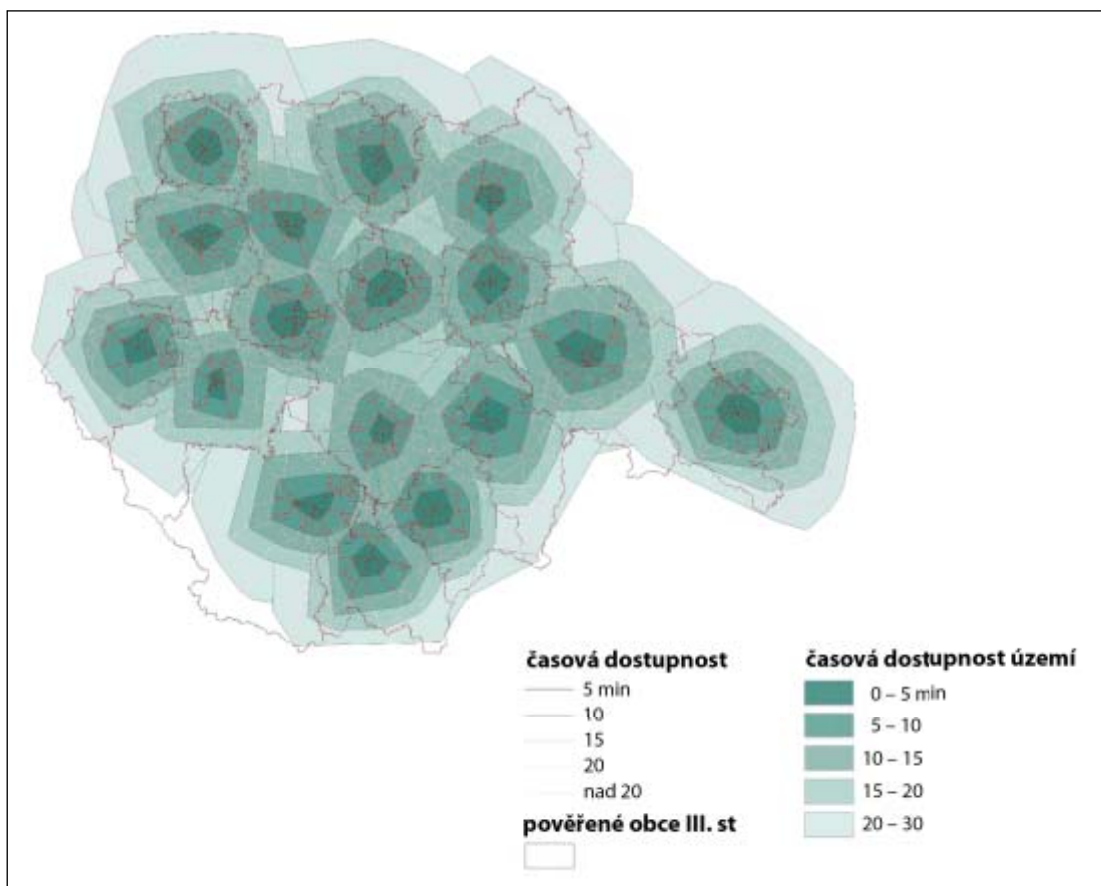 časová dostupnost
5 min
10
15
20
nad 20
pověřené obce III. st
časová dostupnost území
0 – 5 min
5 – 10
10 – 15
15 – 20
20 – 30